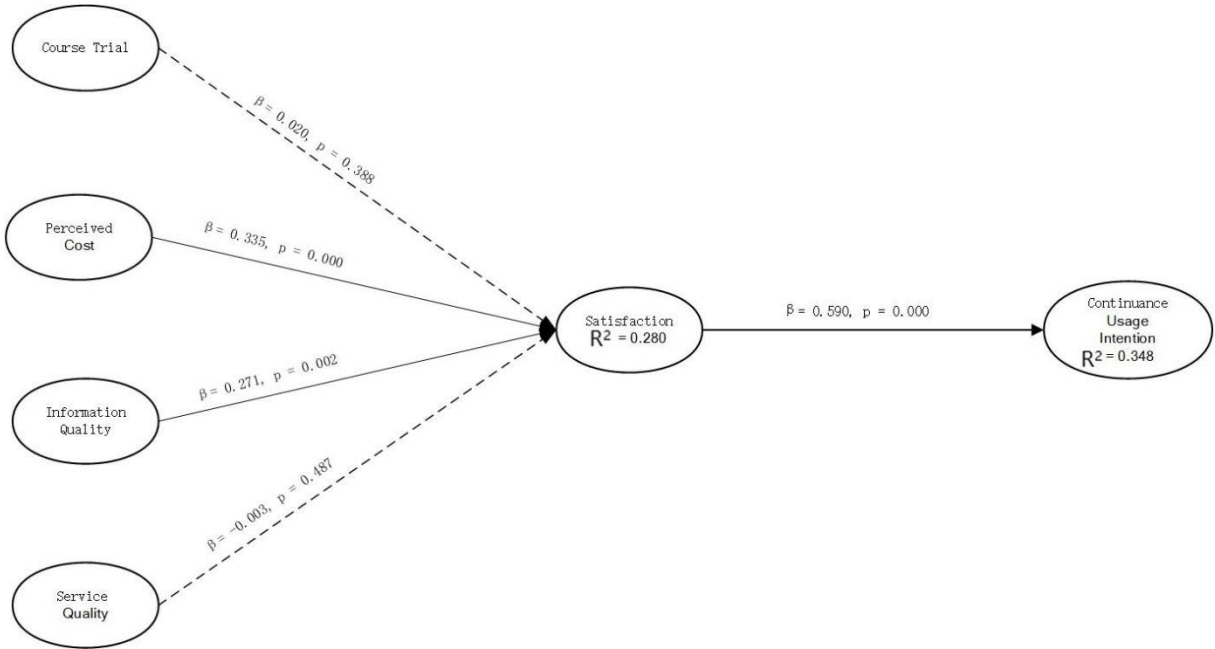 Course Trial
β = 0.020, p = 0.388
Perceived
Cost
β = 0.335, p = 0.000
Information
Quality
β = 0.271, p = 0.002
Service
Quality
β = -0.003, p = 0.487
Satisfaction
R² = 0.280
β = 0.590, p = 0.000
Continuance
Usage
Intention
R² = 0.348